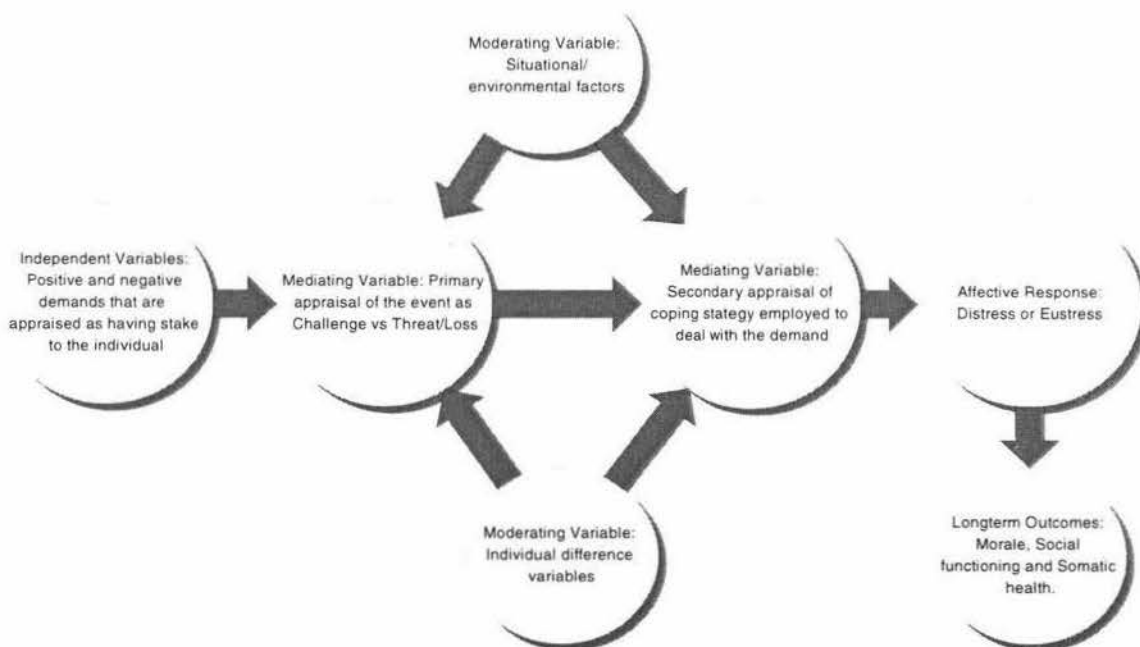 Moderating Variable:
Situational/
environmental factors
Independent Variables:
Positive and negative
demands that are
appraised as having stake
to the individual
Mediating Variable: Primary
appraisal of the event as
Challenge vs Threat/Loss
Mediating Variable:
Secondary appraisal of
coping stategy employed to
deal with the demand
Affective Response:
Distress or Eustress
Moderating Variable:
Individual difference
variables
Longterm Outcomes:
Morale, Social
functioning and Somatic
health.